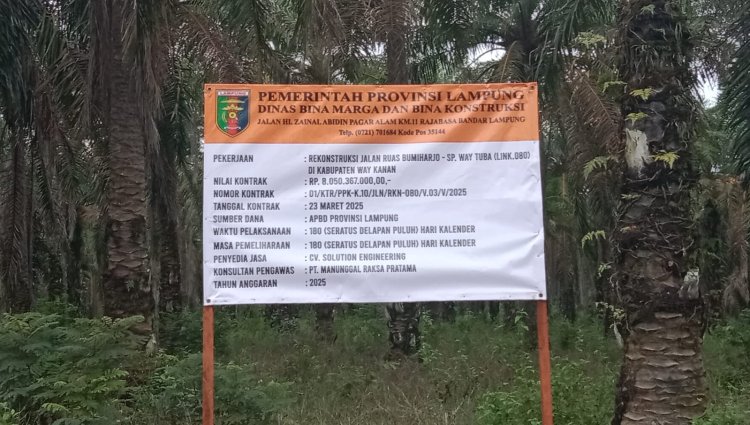 LAMPUNG
PEMERINTAH PROVINSI LAMPUNG
DINAS BINA MARGA DAN BINA KONSTRUKSI
JALAN HI. ZAINAL ABIDIN PAGAR ALAM KM.11 RAJABASA BANDAR LAMPUNG
Telp. (0721) 701684 Kode Pos 35144
PEKERJAAN : REKONSTRUKSI JALAN RUAS BUMIHARJO - SP. WAY TUBA (LINK.080)
DI KABUPATEN WAY KANAN
NILAI KONTRAK : RP. 8.050.367.000,00,-
NOMOR KONTRAK : 01/KTR/PPK-K.10/JLN/RKN-080/V.03/V/2025
TANGGAL KONTRAK : 23 MARET 2025
SUMBER DANA : APBD PROVINSI LAMPUNG
WAKTU PELAKSANAAN : 180 (SERATUS DELAPAN PULUH) HARI KALENDER
MASA PEMELIHARAAN : 180 (SERATUS DELAPAN PULUH) HARI KALENDER
PENYEDIA JASA : CV. SOLUTION ENGINEERING
KONSULTAN PENGAWAS : PT. MANUNGGAL RAKSA PRATAMA
TAHUN ANGGARAN : 2025